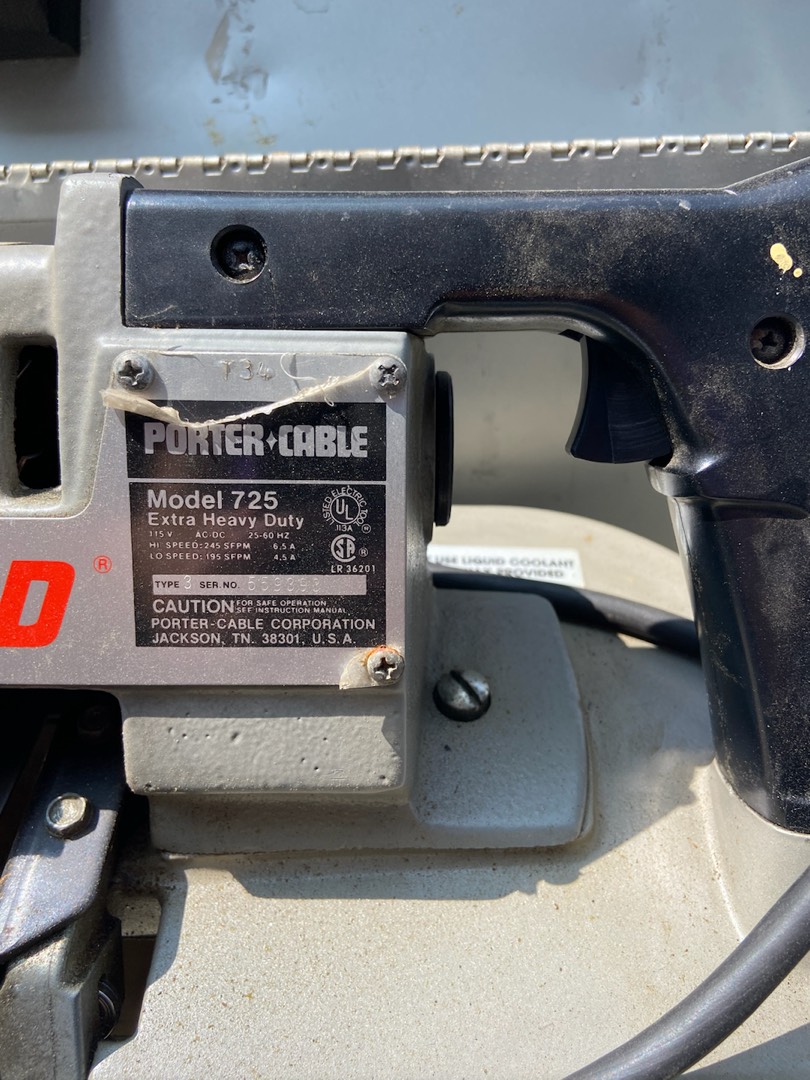 T34
PORTER+CABLE
Model 725
Extra Heavy Duty
115 V AC-DC 25-60 HZ
HI SPEED: 245 SFPM 6.5 A
LO SPEED: 195 SFPM 4.5 A
LISTED ELECTRIC TOOL
UL
113A
SP ®
LR 36201
TYPE 3 SER. NO.
CAUTION FOR SAFE OPERATION
SEE INSTRUCTION MANUAL
PORTER-CABLE CORPORATION
JACKSON, TN. 38301, U.S.A.
D ®
USE LIQUID COOLANT
PROVIDED